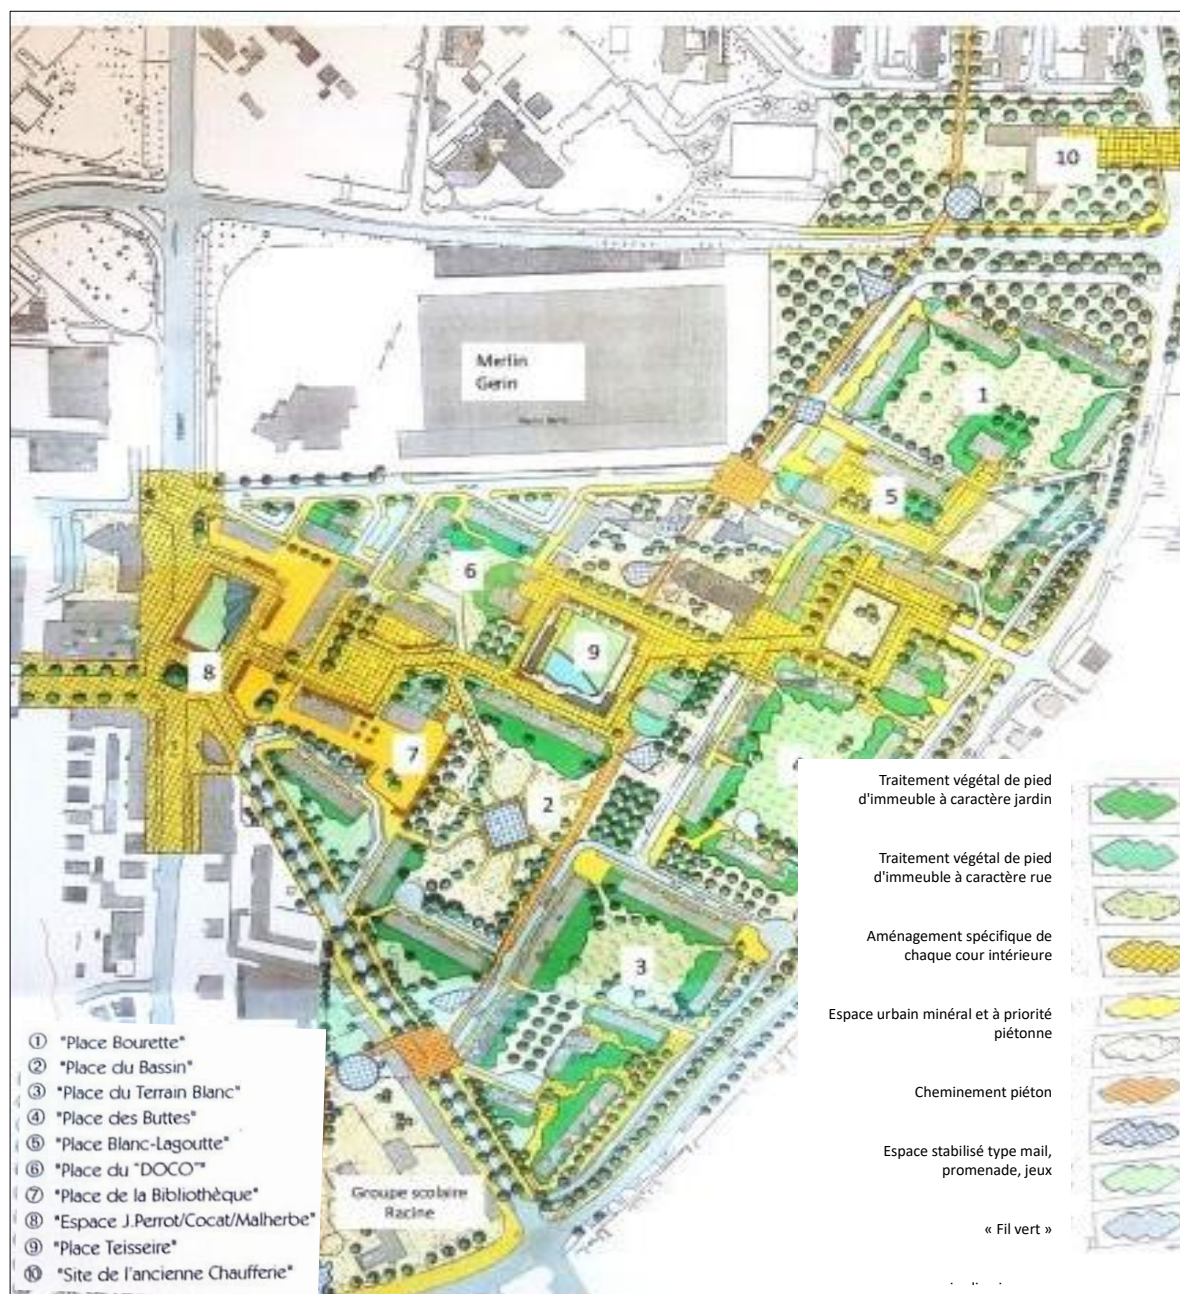 10
Merlin
Gerin
1
5
6
9
8
7
2
3
Traitement végétal de pied
d'immeuble à caractère jardin
Traitement végétal de pied
d'immeuble à caractère rue
Aménagement spécifique de
chaque cour intérieure
Espace urbain minéral et à priorité
piétonne
Cheminement piéton
Espace stabilisé type mail,
promenade, jeux
« Fil vert »
① "Place Bourette"
② "Place du Bassin"
③ "Place du Terrain Blanc"
④ "Place des Buttes"
⑤ "Place Blanc-Lagoutte"
⑥ "Place du "DOCO""
⑦ "Place de la Bibliothèque"
⑧ "Espace J.Perrot/Cocat/Malherbe"
⑨ "Place Teisseire"
⑩ "Site de l'ancienne Chaufferie"
Groupe scolaire
Racine